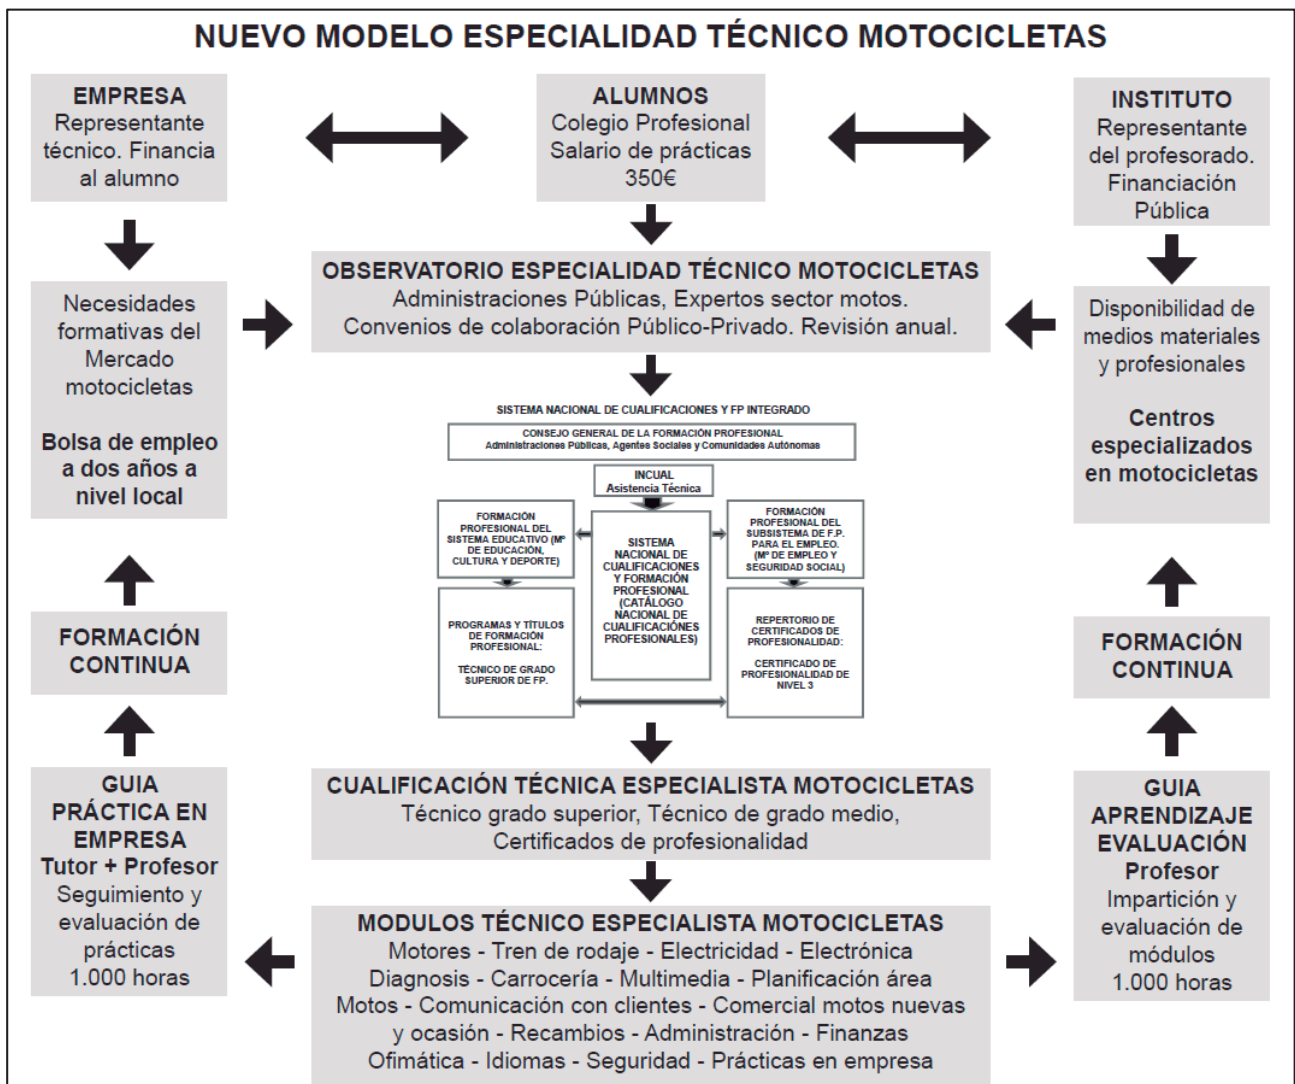 NUEVO MODELO ESPECIALIDAD TÉCNICO MOTOCICLETAS
EMPRESA
Representante
técnico. Financia
al alumno
ALUMNOS
Colegio Profesional
Salario de prácticas
350€
INSTITUTO
Representante
del profesorado.
Financiación
Pública
OBSERVATORIO ESPECIALIDAD TÉCNICO MOTOCICLETAS
Administraciones Públicas, Expertos sector motos.
Convenios de colaboración Público-Privado. Revisión anual.
Necesidades
formativas del
Mercado
motocicletas
Bolsa de empleo
a dos años a
nivel local
Disponibilidad de
medios materiales
y profesionales
Centros
especializados
en motocicletas
SISTEMA NACIONAL DE CUALIFICACIONES Y FP INTEGRADO
CONSEJO GENERAL DE LA FORMACIÓN PROFESIONAL
Administraciones Públicas, Agentes Sociales y Comunidades Autónomas
INCUAL
Asistencia Técnica
FORMACIÓN
PROFESIONAL DEL
SISTEMA EDUCATIVO (Mº
DE EDUCACIÓN,
CULTURA Y DEPORTE)
SISTEMA
NACIONAL DE
CUALIFICACIONES
Y FORMACIÓN
PROFESIONAL
(CATÁLOGO
NACIONAL DE
CUALIFICACIÓNES
PROFESIONALES)
FORMACIÓN
PROFESIONAL DEL
SUBSISTEMA DE F.P.
PARA EL EMPLEO.
(Mº DE EMPLEO Y
SEGURIDAD SOCIAL)
PROGRAMAS Y TÍTULOS
DE FORMACIÓN
PROFESIONAL:
TÉCNICO DE GRADO
SUPERIOR DE FP.
REPERTORIO DE
CERTIFICADOS DE
PROFESIONALIDAD:
CERTIFICADO DE
PROFESIONALIDAD DE
NIVEL 3
FORMACIÓN
CONTINUA
FORMACIÓN
CONTINUA
GUIA
PRÁCTICA EN
EMPRESA
Tutor + Profesor
Seguimiento y
evaluación de
prácticas
1.000 horas
CUALIFICACIÓN TÉCNICA ESPECIALISTA MOTOCICLETAS
Técnico grado superior, Técnico de grado medio,
Certificados de profesionalidad
GUIA
APRENDIZAJE
EVALUACIÓN
Profesor
Impartición y
evaluación de
módulos
1.000 horas
MODULOS TÉCNICO ESPECIALISTA MOTOCICLETAS
Motores - Tren de rodaje - Electricidad - Electrónica
Diagnosis - Carrocería - Multimedia - Planificación área
Motos - Comunicación con clientes - Comercial motos nuevas
y ocasión - Recambios - Administración - Finanzas
Ofimática - Idiomas - Seguridad - Prácticas en empresa